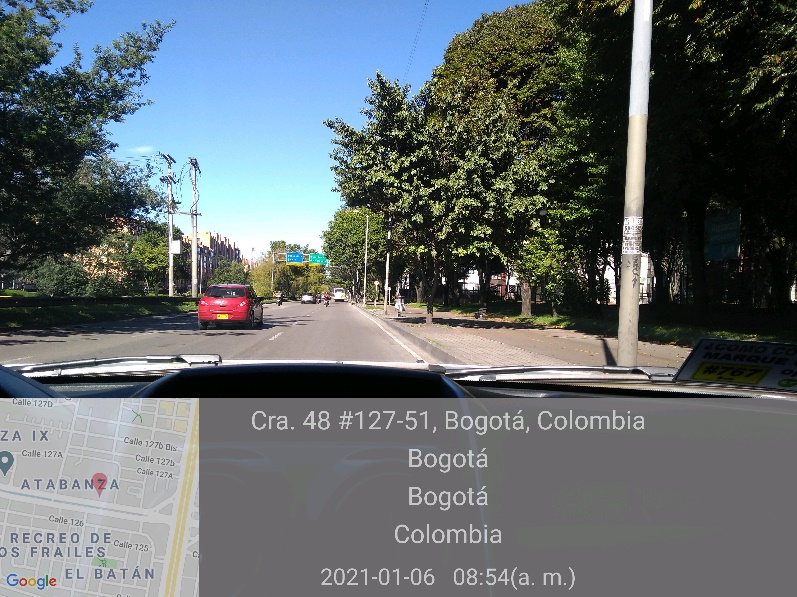 Cra. 48 #127-51, Bogotá, Colombia
Bogotá
Bogotá
Colombia
2021-01-06 08:54(a. m.)
Calle 127D
ZA IX
Calle 127b Bis
Calle 127A
Calle 127b
Calle 127A
ATABANZA
Calle 126
RECREO DE
OS FRAILES
Calle 125
EL BATÁN
Google